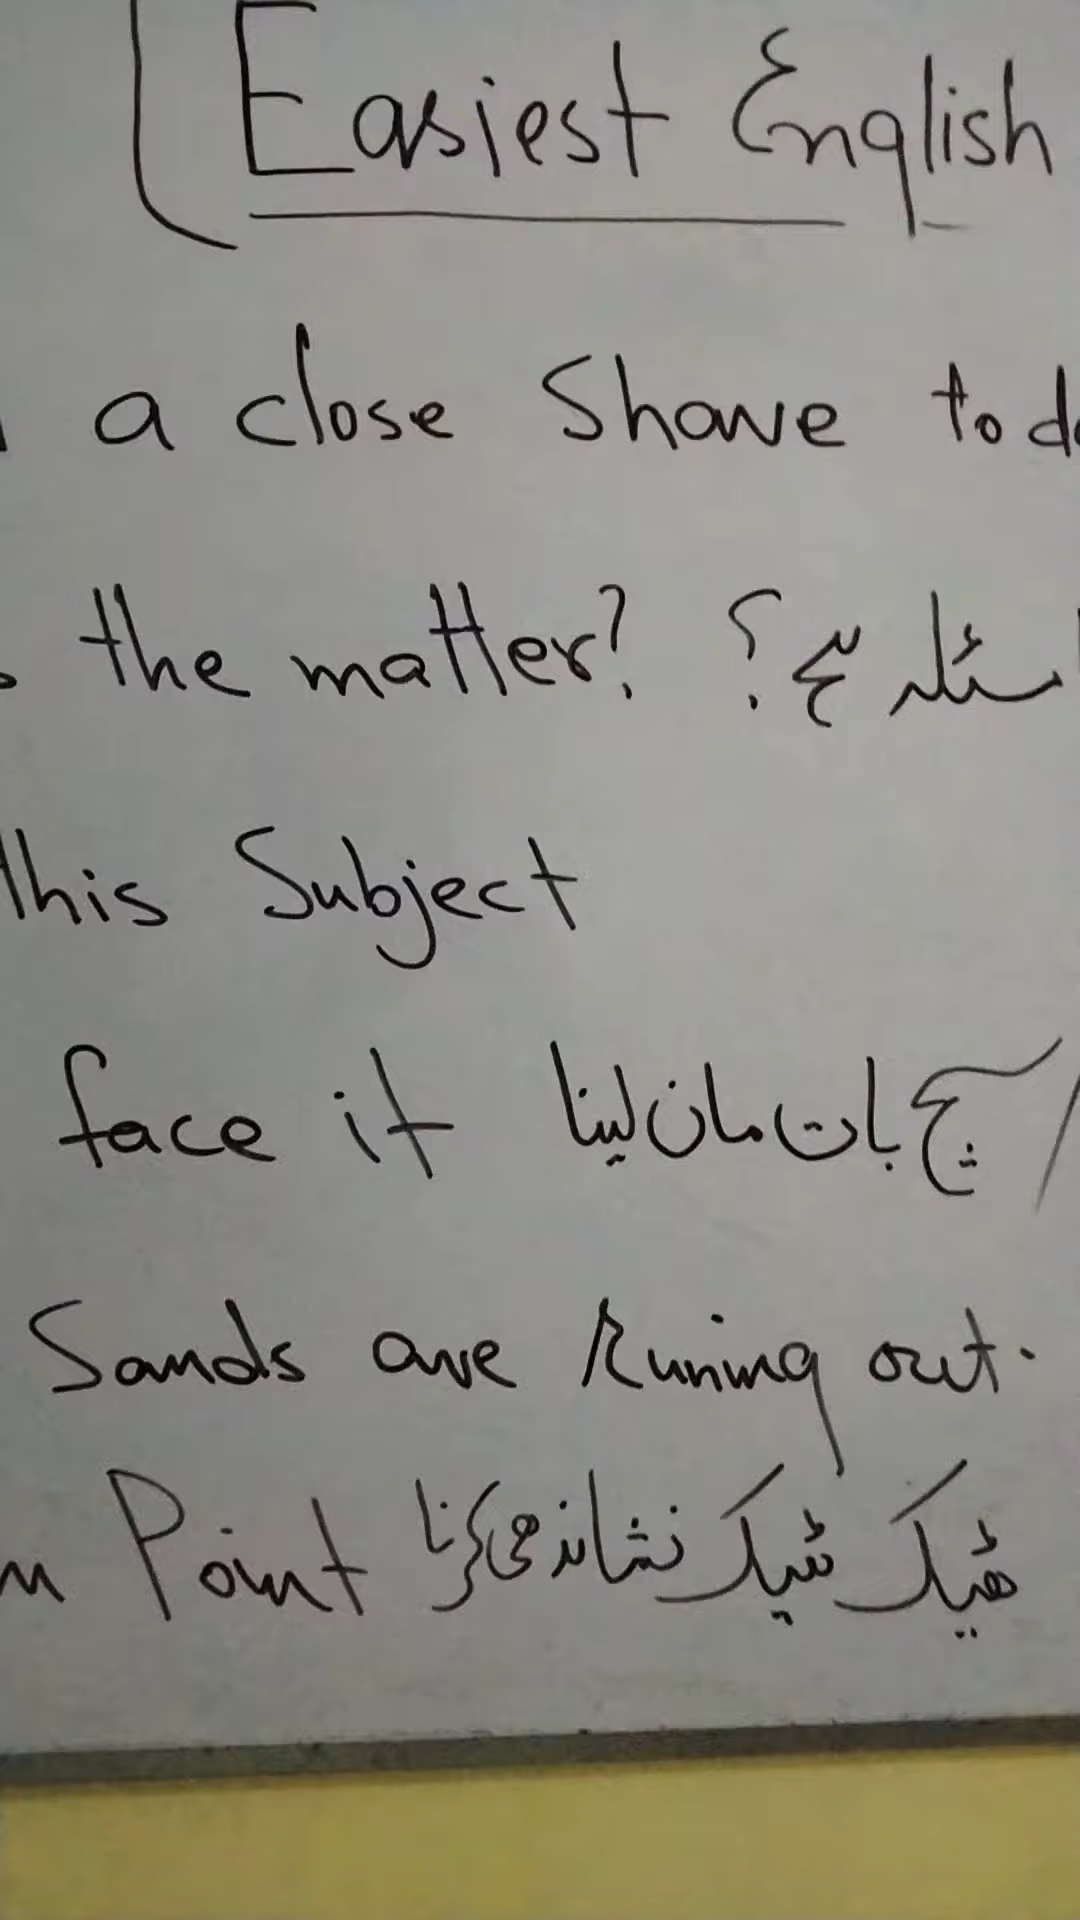 Easiest English
a close Shave
the matter? مسئلہ ہے؟
this Subject
face it سچ بات مان لینا
Sands are Runing out.
Point ٹھیک ٹھیک نشاندہی کرنا